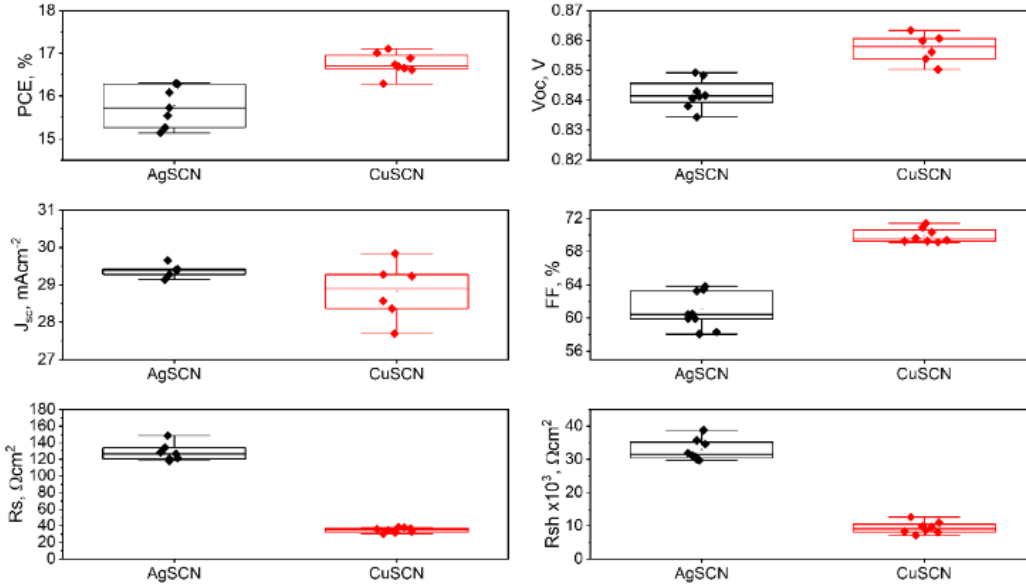 PCE, %
17
16
15
AgSCN
CuSCN
Voc, V
0.87
0.86
0.85
0.84
0.83
0.82
AgSCN
CuSCN
Jsc, mAcm-2
31
30
29
28
27
AgSCN
CuSCN
FF, %
72
68
64
60
56
AgSCN
CuSCN
Rs, Ωcm2
180
160
140
120
100
80
60
40
20
0
AgSCN
CuSCN
Rsh x103, Ωcm2
40
30
20
10
0
AgSCN
CuSCN